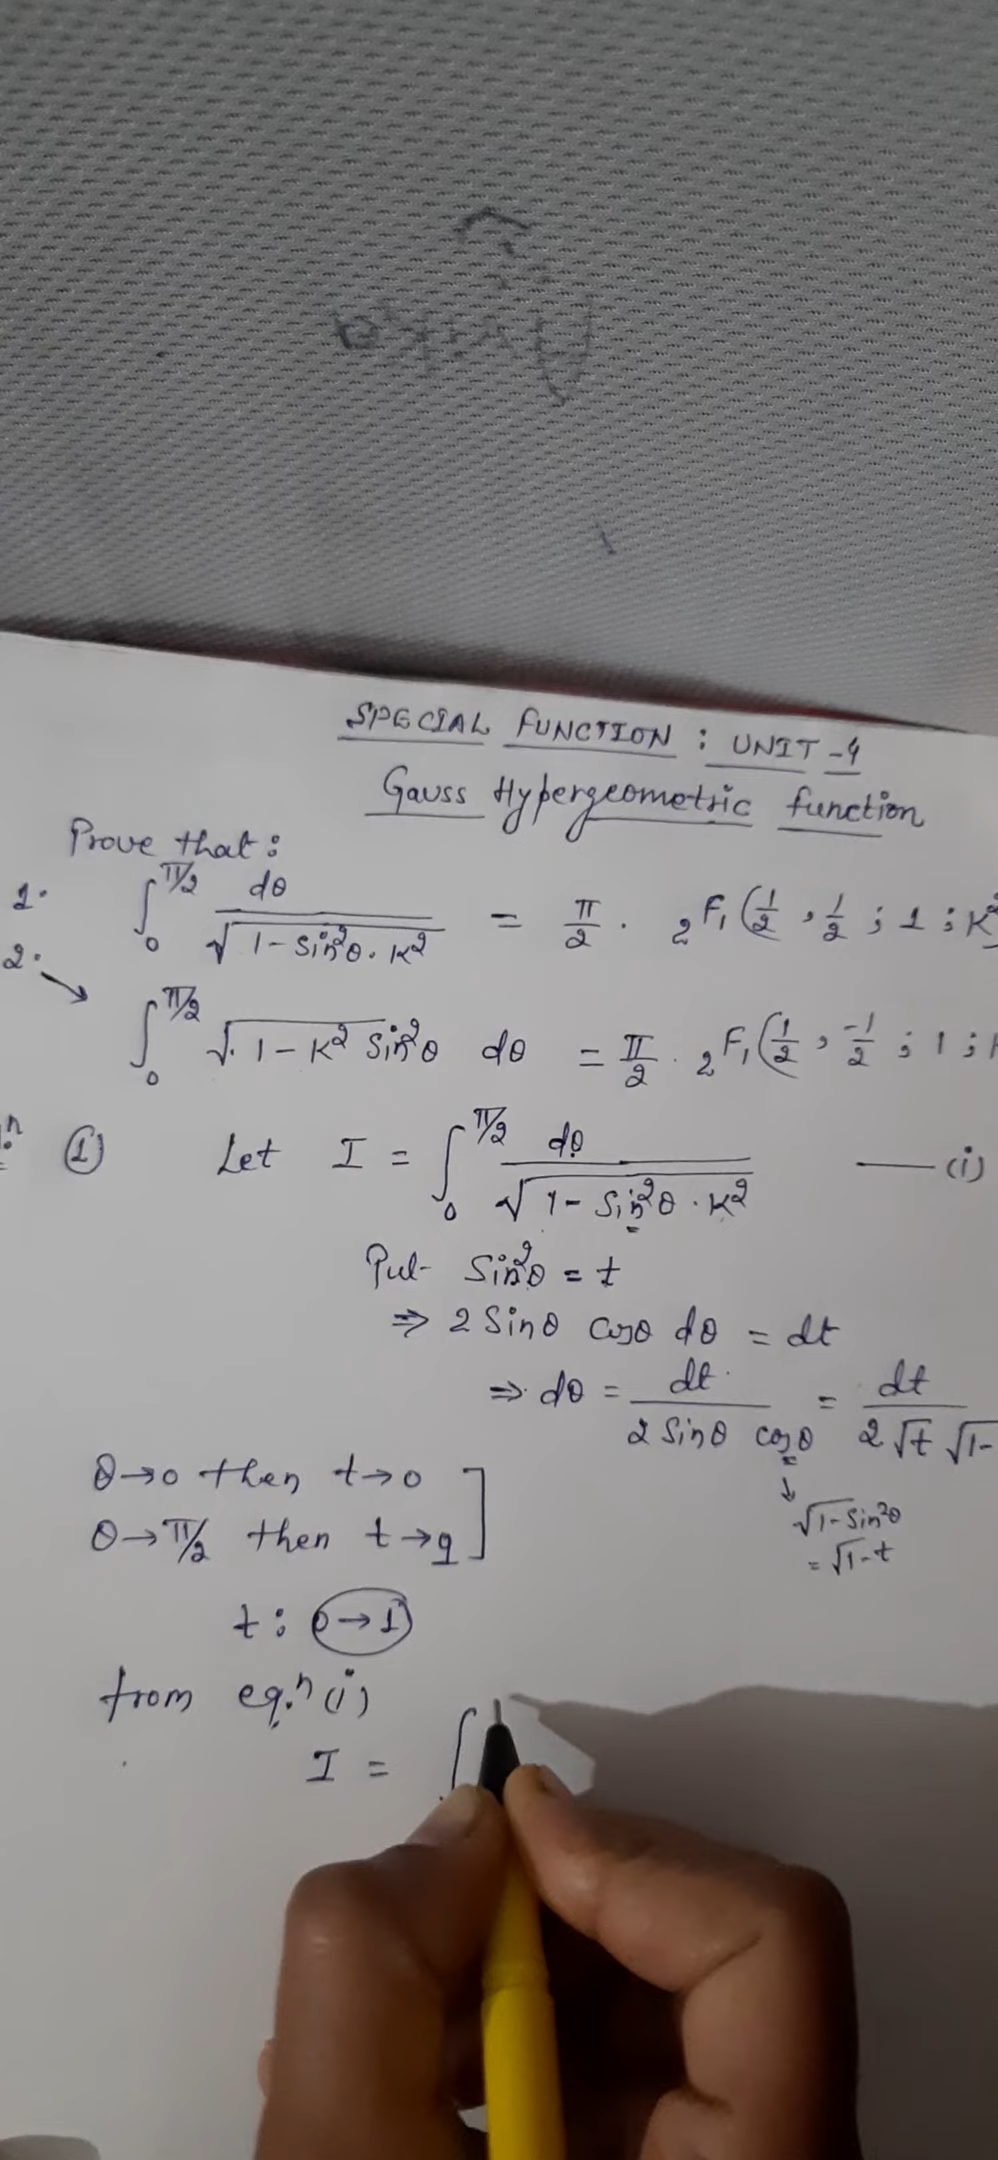 SPECIAL FUNCTION : UNIT-4
Gauss Hypergeometric function
Prove that :
1. ∫₀^{π/2} dθ / √(1 - Sin²θ · K²) = π/2 · ₂F₁(1/2, 1/2 ; 1 ; K²)
2. → ∫₀^{π/2} √(1 - K² Sin²θ) dθ = π/2 · ₂F₁(1/2, -1/2 ; 1 ;
① Let I = ∫₀^{π/2} dθ / √(1 - Sin²θ · K²) —— (i)
Put Sin²θ = t
⇒ 2 Sinθ cosθ dθ = dt
⇒ dθ = dt / 2 Sinθ cosθ = dt / 2√t √1-
θ→0 then t→0
↓ √1-Sin²θ
θ→π/2 then t→1
= √1-t
t : 0→1
from eq.ⁿ (i)
I = ∫